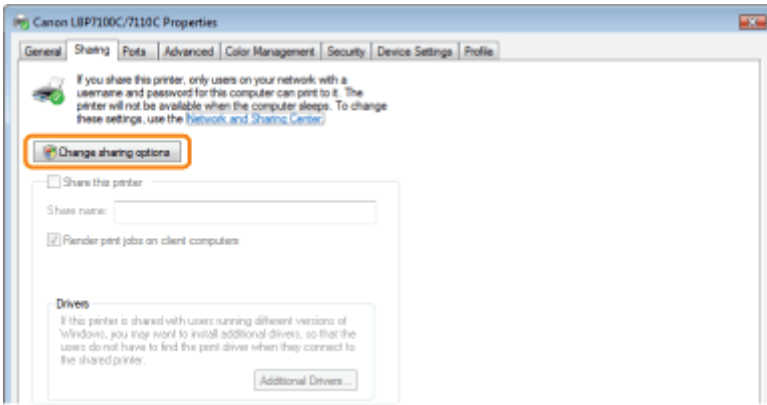 Canon LBP7100C/7110C Properties
General Sharing Ports Advanced Color Management Security Device Settings Profile
If you share this printer, only users on your network with a
username and password for this computer can print to it. The
printer will not be available when the computer sleeps. To change
these settings, use the Network and Sharing Center.
Change sharing options
Share this printer
Share name:
Render print jobs on client computers
Drivers
If this printer is shared with users running different versions of
Windows, you may want to install additional drivers, so that the
users do not have to find the print driver when they connect to
the shared printer.
Additional Drivers...